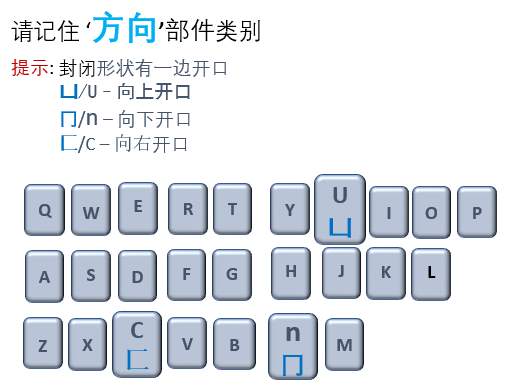 请记住 ‘方向’部件类别
提示: 封闭形状有一边开口
凵/U – 向上开口
冂/n – 向下开口
匚/C – 向右开口
Q W E R T Y U I O P
凵
A S D F G H J K L
Z X C V B n M
匚 冂